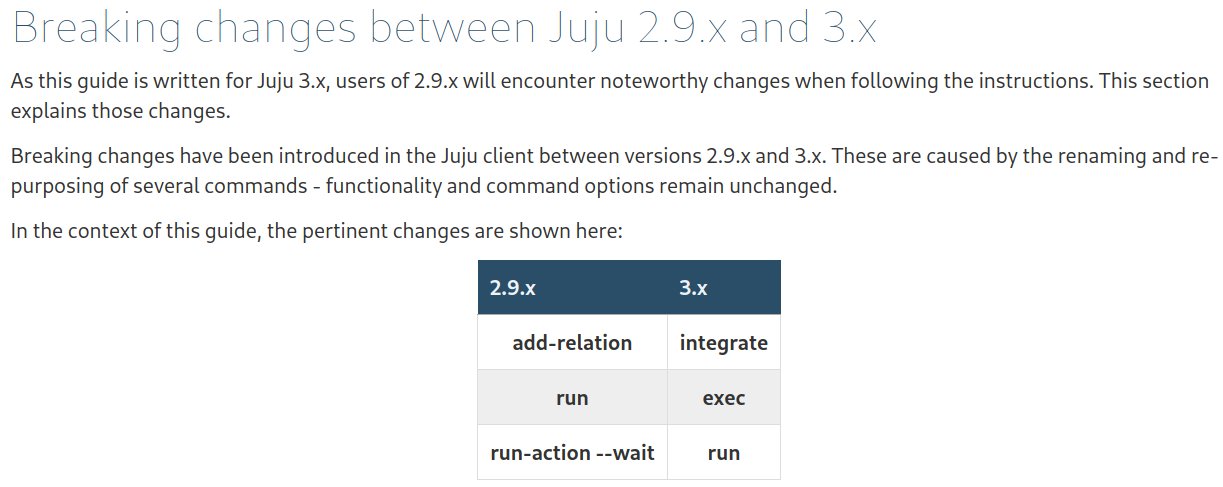 Breaking changes between Juju 2.9.x and 3.x
As this guide is written for Juju 3.x, users of 2.9.x will encounter noteworthy changes when following the instructions. This section
explains those changes.
Breaking changes have been introduced in the Juju client between versions 2.9.x and 3.x. These are caused by the renaming and re-
purposing of several commands - functionality and command options remain unchanged.
In the context of this guide, the pertinent changes are shown here:
2.9.x 3.x
add-relation integrate
run exec
run-action --wait run